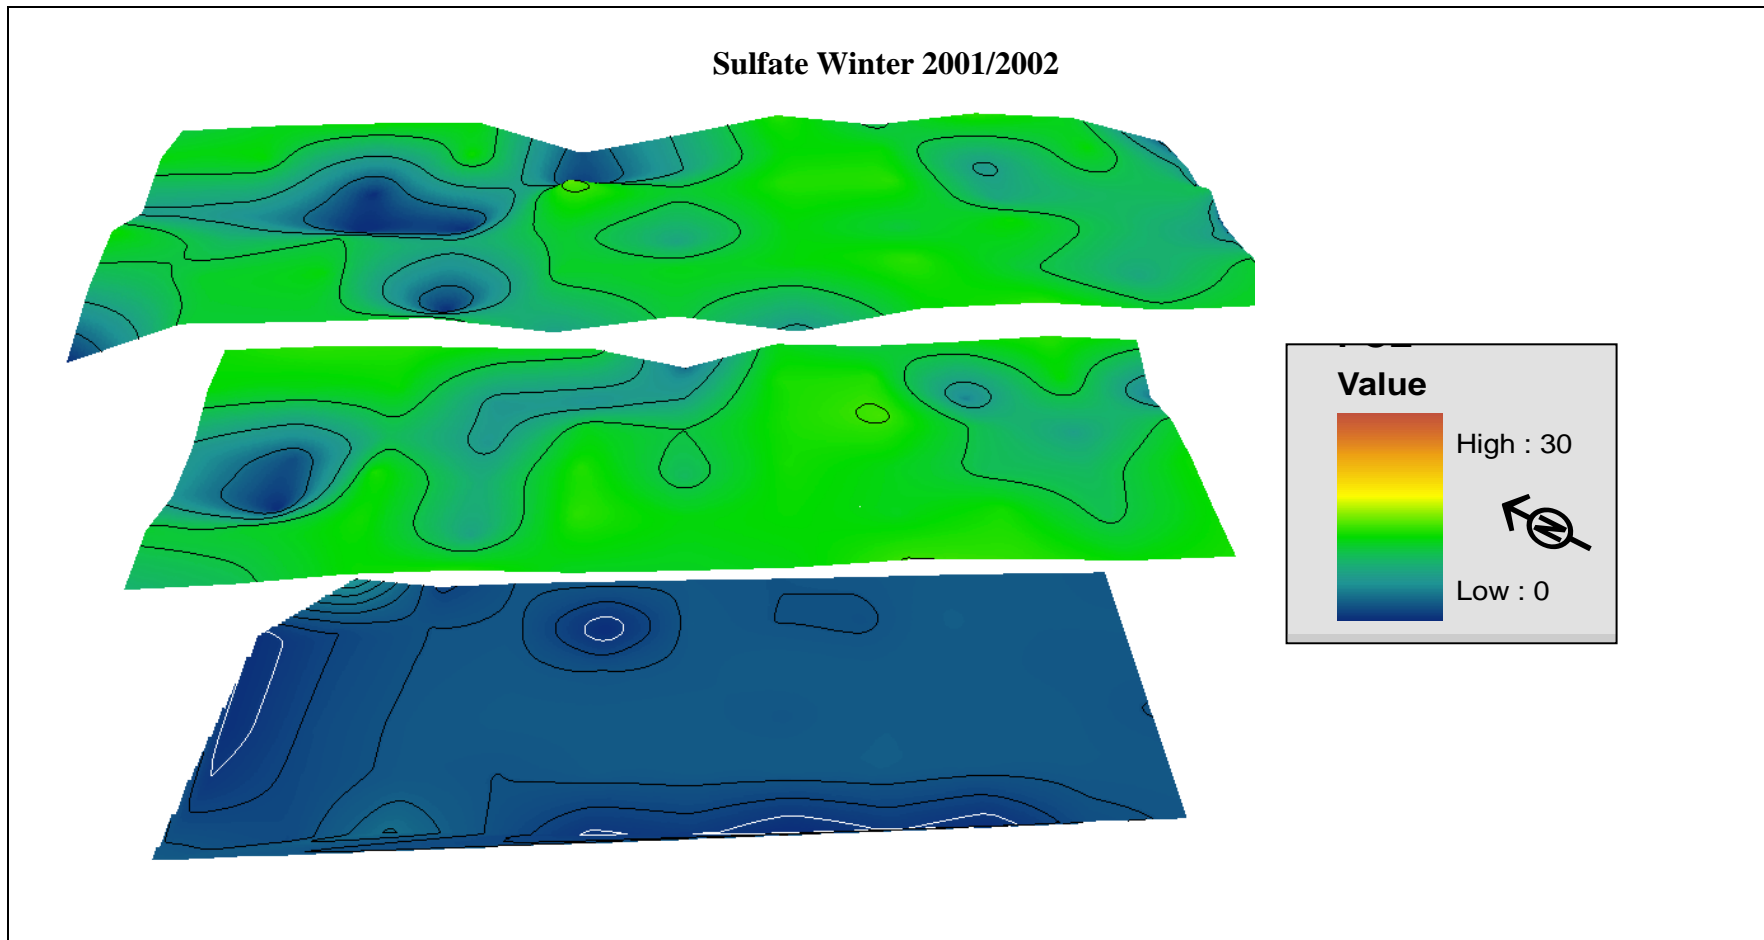 Sulfate Winter 2001/2002
Value
High : 30
Low : 0
N